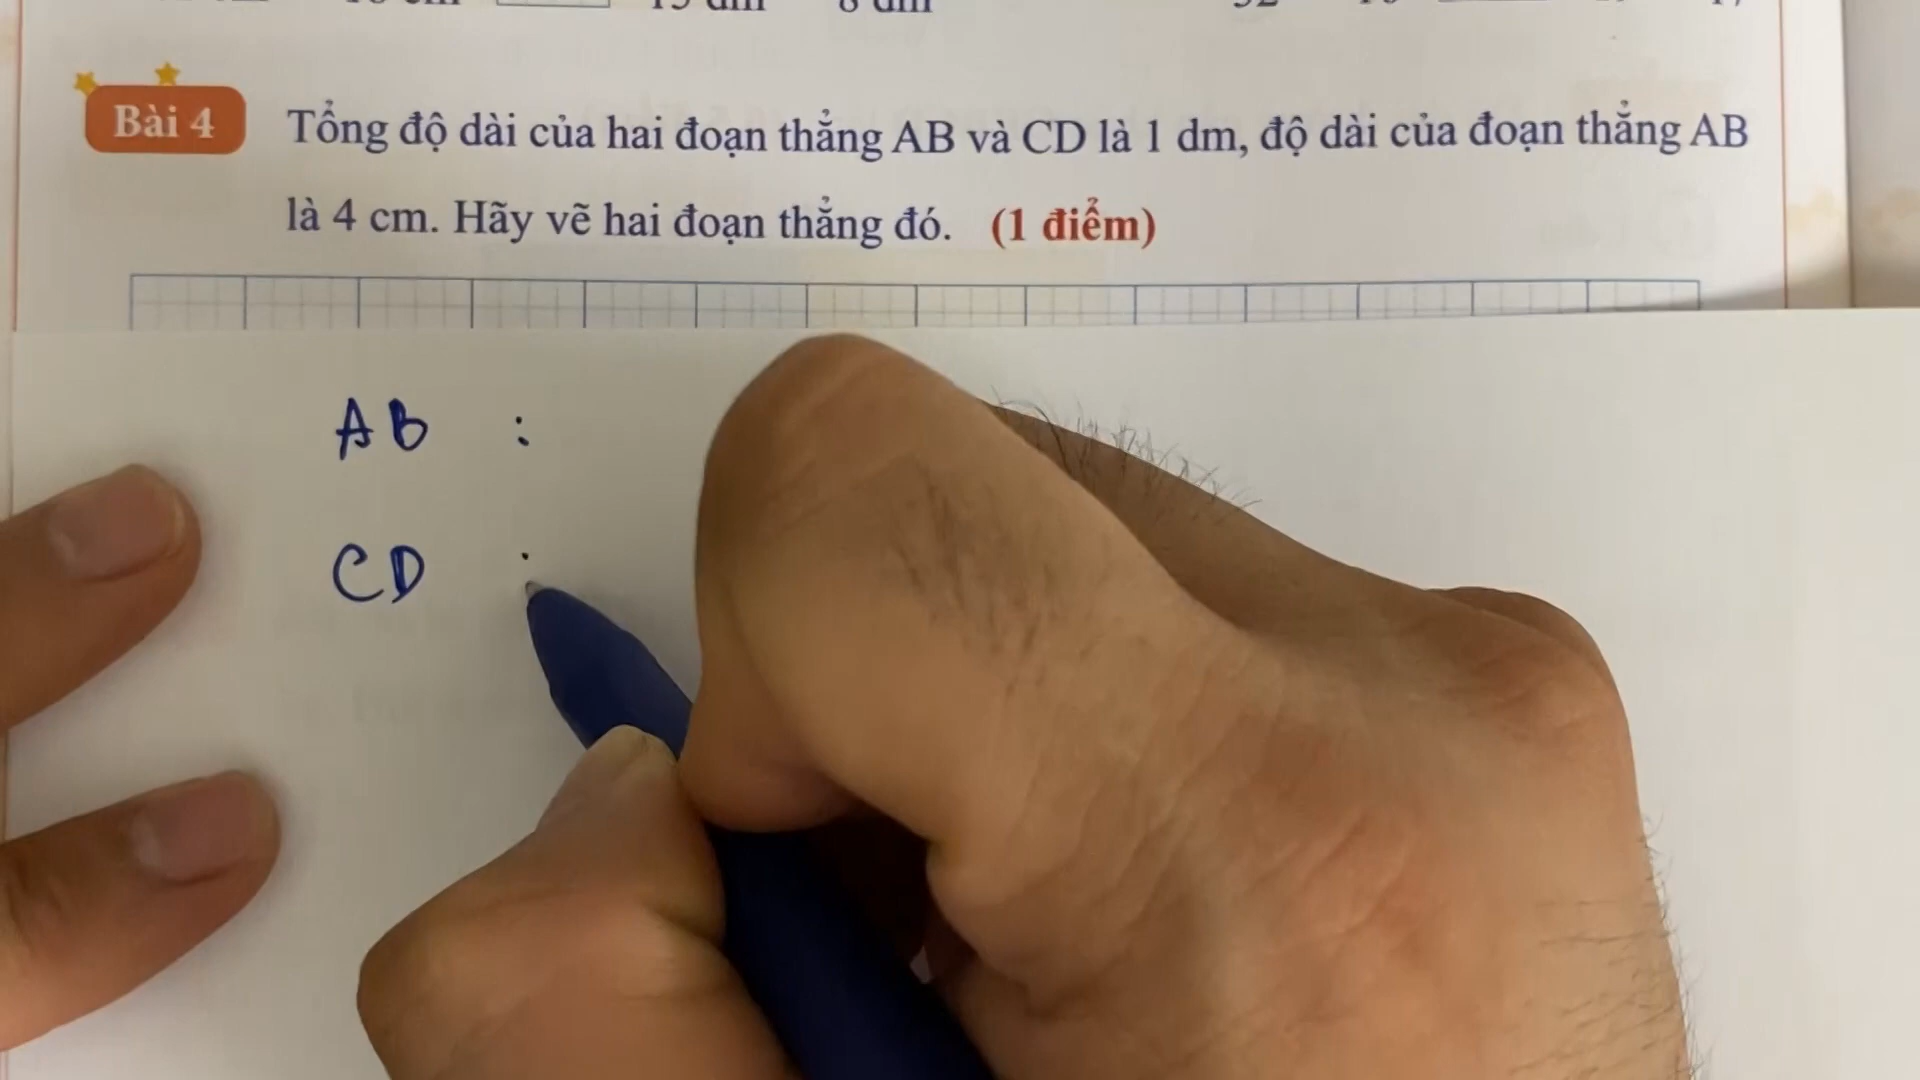 Bài 4 Tổng độ dài của hai đoạn thẳng AB và CD là 1 dm, độ dài của đoạn thẳng AB
là 4 cm. Hãy vẽ hai đoạn thẳng đó. (1 điểm)
AB :
CD :